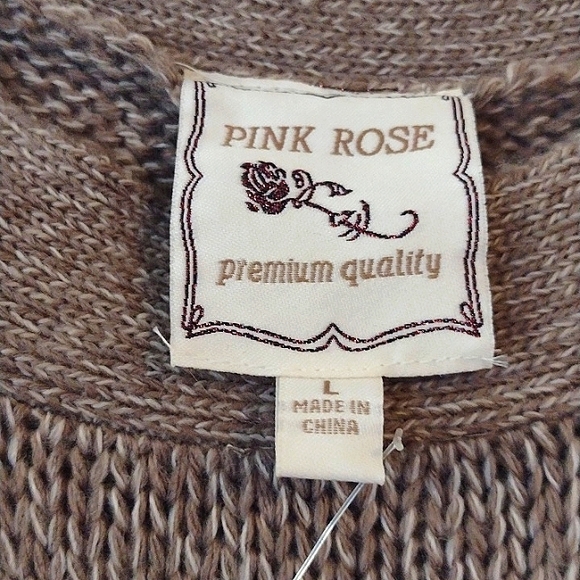 PINK ROSE
premium quality
L
MADE IN
CHINA